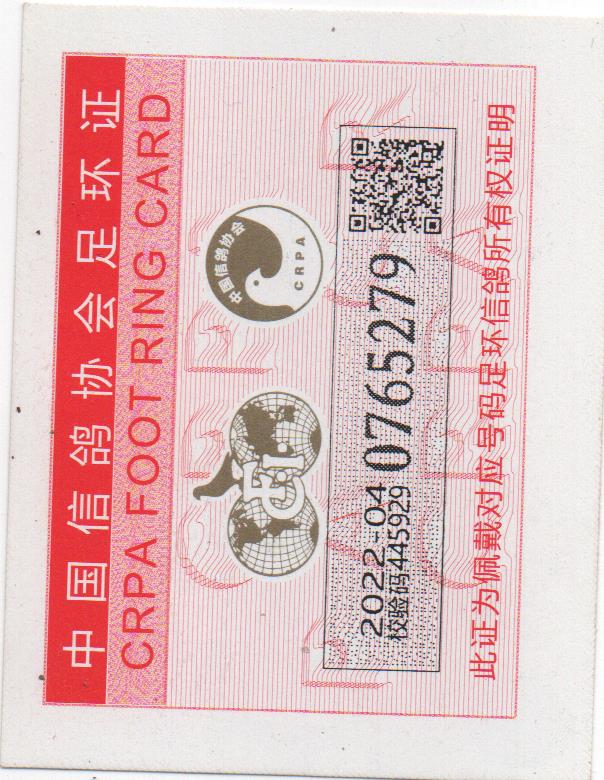 中国信鸽协会足环证
CRPA FOOT RING CARD
中国信鸽协会
CRPA
2022-04 0765279
校验码445929
此证为佩戴对应号码足环信鸽所有权证明